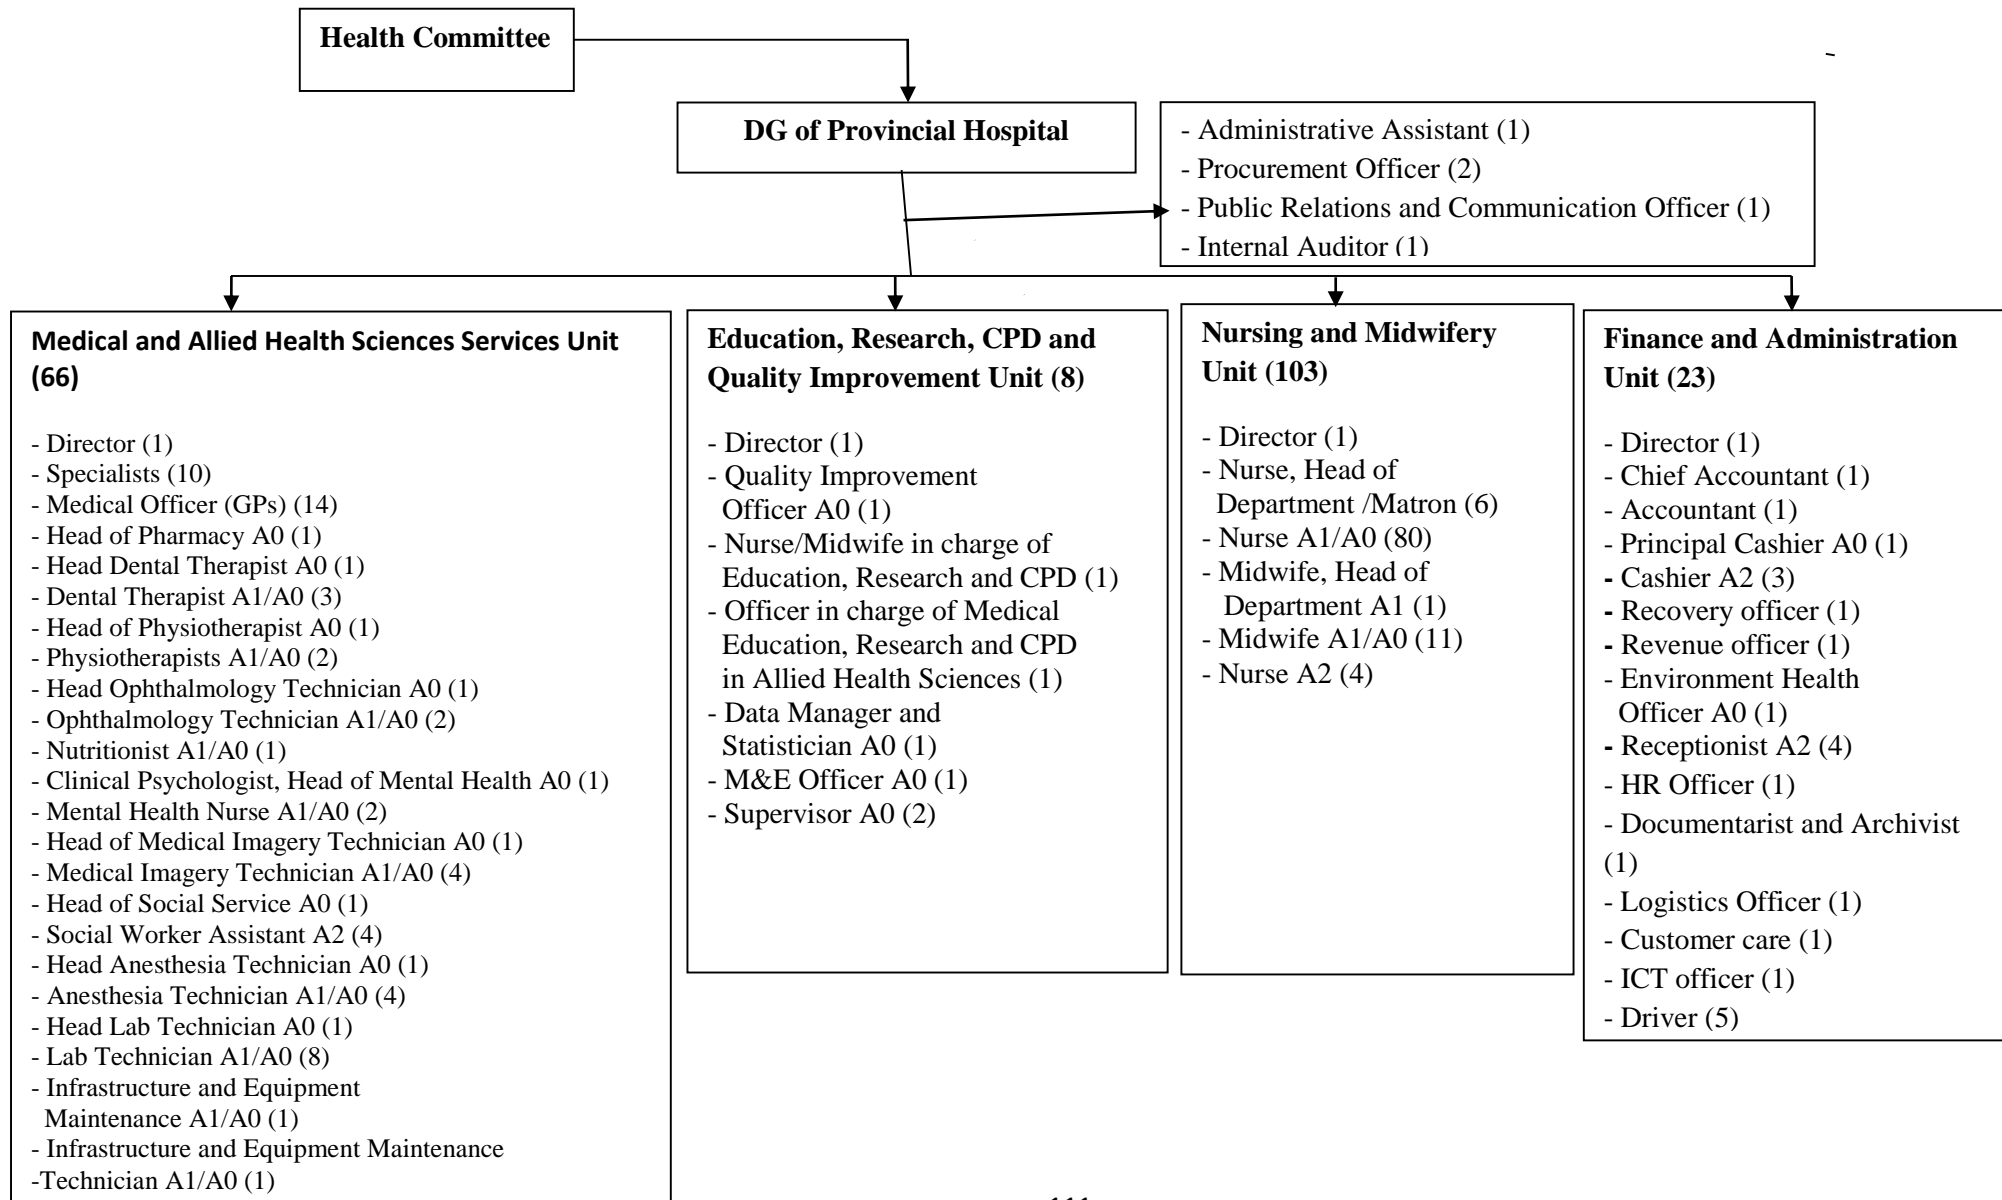 Health Committee
DG of Provincial Hospital
- Administrative Assistant (1)
- Procurement Officer (2)
- Public Relations and Communication Officer (1)
- Internal Auditor (1)
Medical and Allied Health Sciences Services Unit
(66)
- Director (1)
- Specialists (10)
- Medical Officer (GPs) (14)
- Head of Pharmacy A0 (1)
- Head Dental Therapist A0 (1)
- Dental Therapist A1/A0 (3)
- Head of Physiotherapist A0 (1)
- Physiotherapists A1/A0 (2)
- Head Ophthalmology Technician A0 (1)
- Ophthalmology Technician A1/A0 (2)
- Nutritionist A1/A0 (1)
- Clinical Psychologist, Head of Mental Health A0 (1)
- Mental Health Nurse A1/A0 (2)
- Head of Medical Imagery Technician A0 (1)
- Medical Imagery Technician A1/A0 (4)
- Head of Social Service A0 (1)
- Social Worker Assistant A2 (4)
- Head Anesthesia Technician A0 (1)
- Anesthesia Technician A1/A0 (4)
- Head Lab Technician A0 (1)
- Lab Technician A1/A0 (8)
- Infrastructure and Equipment
Maintenance A1/A0 (1)
- Infrastructure and Equipment Maintenance
-Technician A1/A0 (1)
Education, Research, CPD and
Quality Improvement Unit (8)
- Director (1)
- Quality Improvement
Officer A0 (1)
- Nurse/Midwife in charge of
Education, Research and CPD (1)
- Officer in charge of Medical
Education, Research and CPD
in Allied Health Sciences (1)
- Data Manager and
Statistician A0 (1)
- M&E Officer A0 (1)
- Supervisor A0 (2)
Nursing and Midwifery
Unit (103)
- Director (1)
- Nurse, Head of
Department /Matron (6)
- Nurse A1/A0 (80)
- Midwife, Head of
Department A1 (1)
- Midwife A1/A0 (11)
- Nurse A2 (4)
Finance and Administration
Unit (23)
- Director (1)
- Chief Accountant (1)
- Accountant (1)
- Principal Cashier A0 (1)
- Cashier A2 (3)
- Recovery officer (1)
- Revenue officer (1)
- Environment Health
Officer A0 (1)
- Receptionist A2 (4)
- HR Officer (1)
- Documentarist and Archivist
(1)
- Logistics Officer (1)
- Customer care (1)
- ICT officer (1)
- Driver (5)